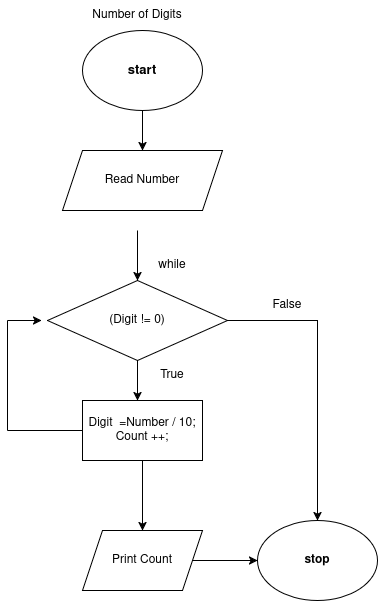 Number of Digits
start
Read Number
while
(Digit != 0)
False
True
Digit  =Number / 10;
Count ++;
Print Count
stop